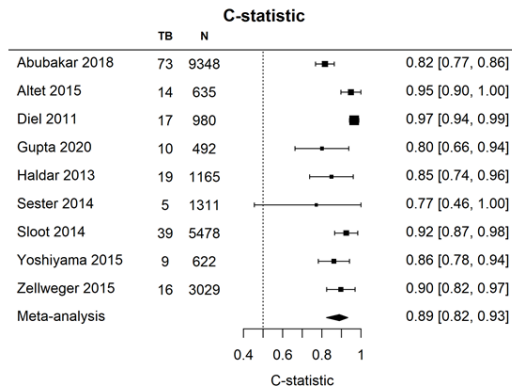 C-statistic
TB N
Abubakar 2018 73 9348 0.82 [0.77, 0.86]
Altet 2015 14 635 0.95 [0.90, 1.00]
Diel 2011 17 980 0.97 [0.94, 0.99]
Gupta 2020 10 492 0.80 [0.66, 0.94]
Haldar 2013 19 1165 0.85 [0.74, 0.96]
Sester 2014 5 1311 0.77 [0.46, 1.00]
Sloot 2014 39 5478 0.92 [0.87, 0.98]
Yoshiyama 2015 9 622 0.86 [0.78, 0.94]
Zellweger 2015 16 3029 0.90 [0.82, 0.97]
Meta-analysis 0.89 [0.82, 0.93]
0.4 0.6 0.8 1
C-statistic